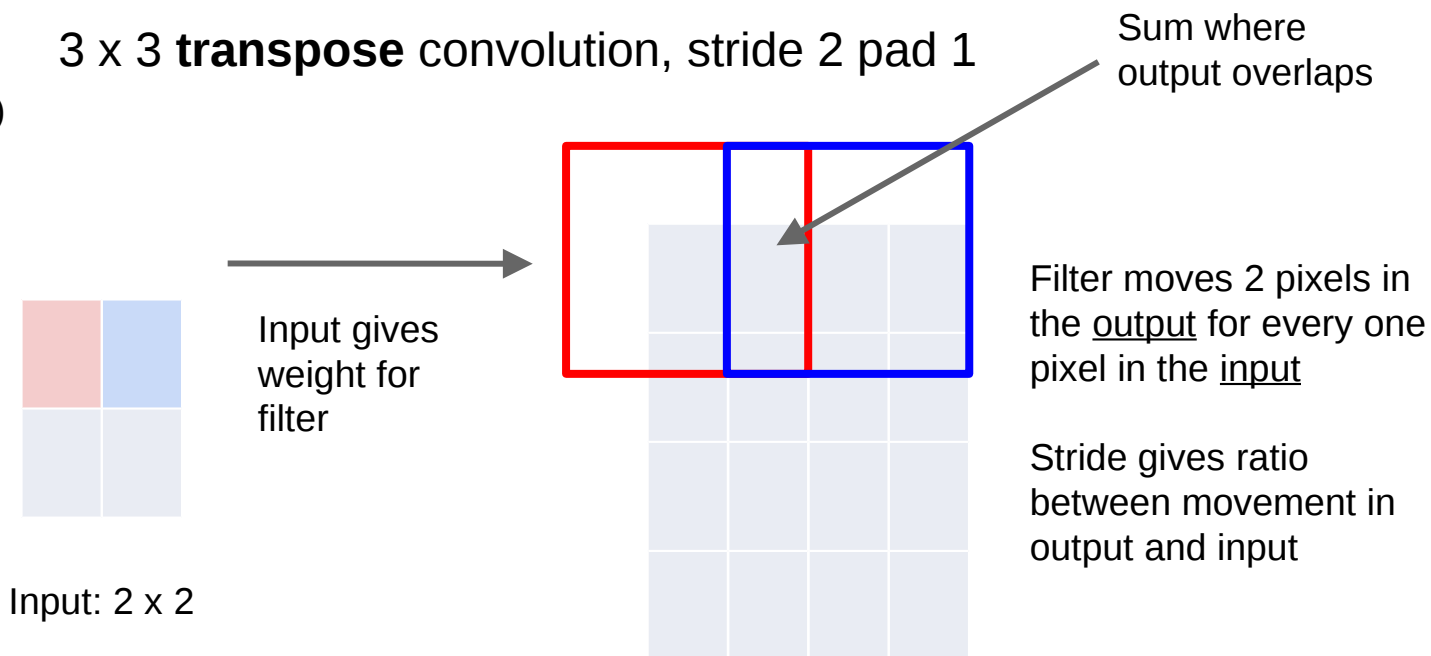 3 x 3 transpose convolution, stride 2 pad 1
)
Sum where
output overlaps
Input gives
weight for
filter
Filter moves 2 pixels in
the output for every one
pixel in the input
Stride gives ratio
between movement in
output and input
Input: 2 x 2